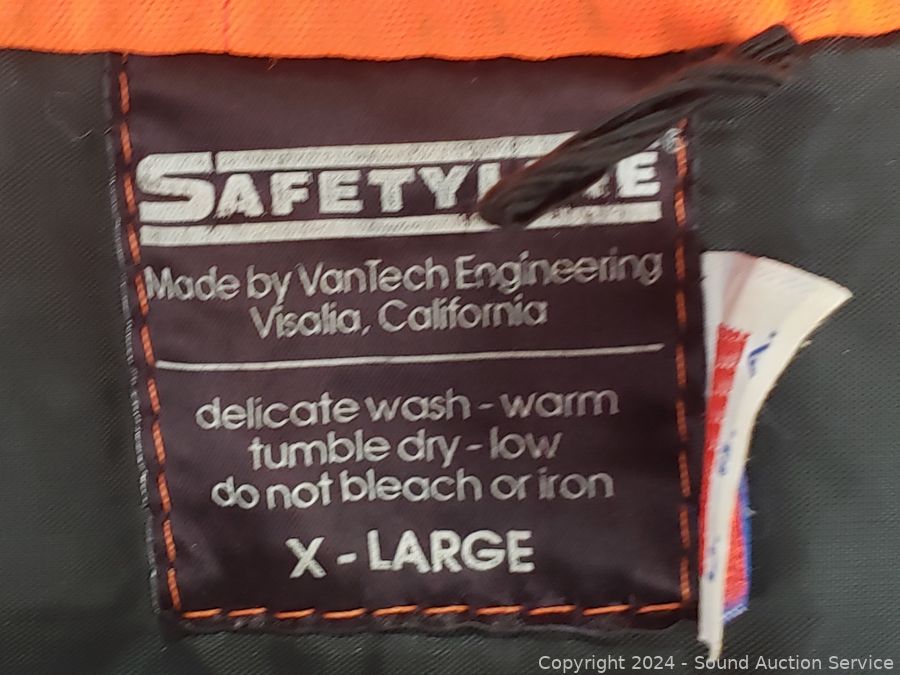 Made by VanTech Engineering
Visalia, California
delicate wash - warm
tumble dry - low
do not bleach or iron
X - LARGE
Copyright 2024 - Sound Auction Service